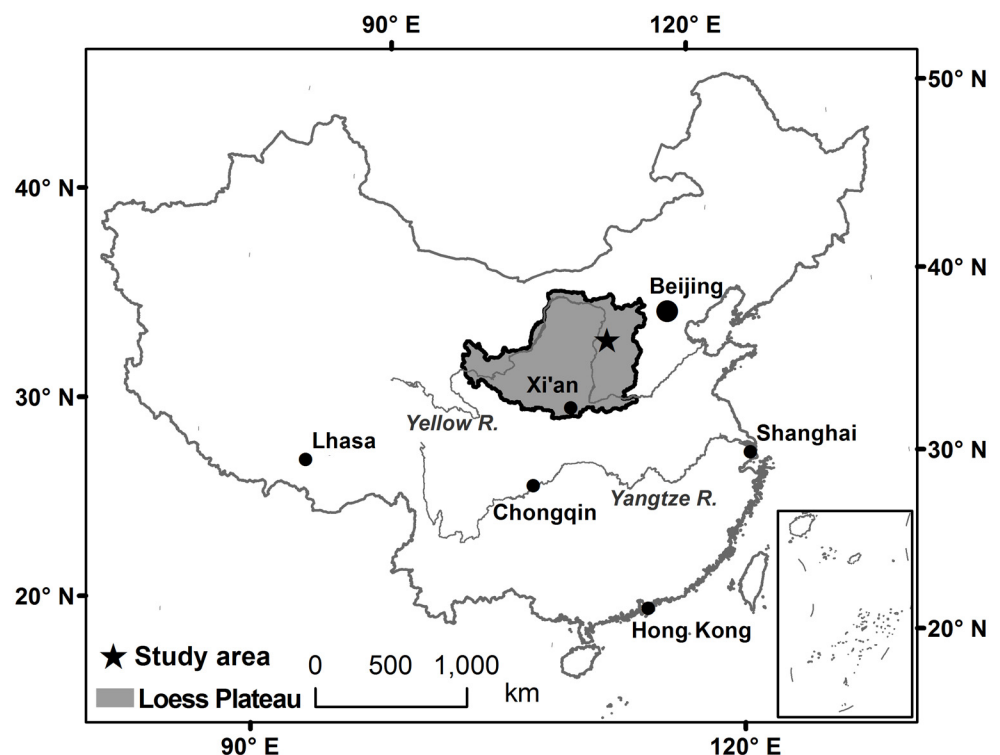 90° E 120° E
50° N
40° N
40° N
Beijing
Xi'an
30° N
Yellow R.
Lhasa
Shanghai
30° N
Chongqin
Yangtze R.
20° N
Hong Kong
20° N
Study area
0 500 1,000
km
Loess Plateau
90° E 120° E